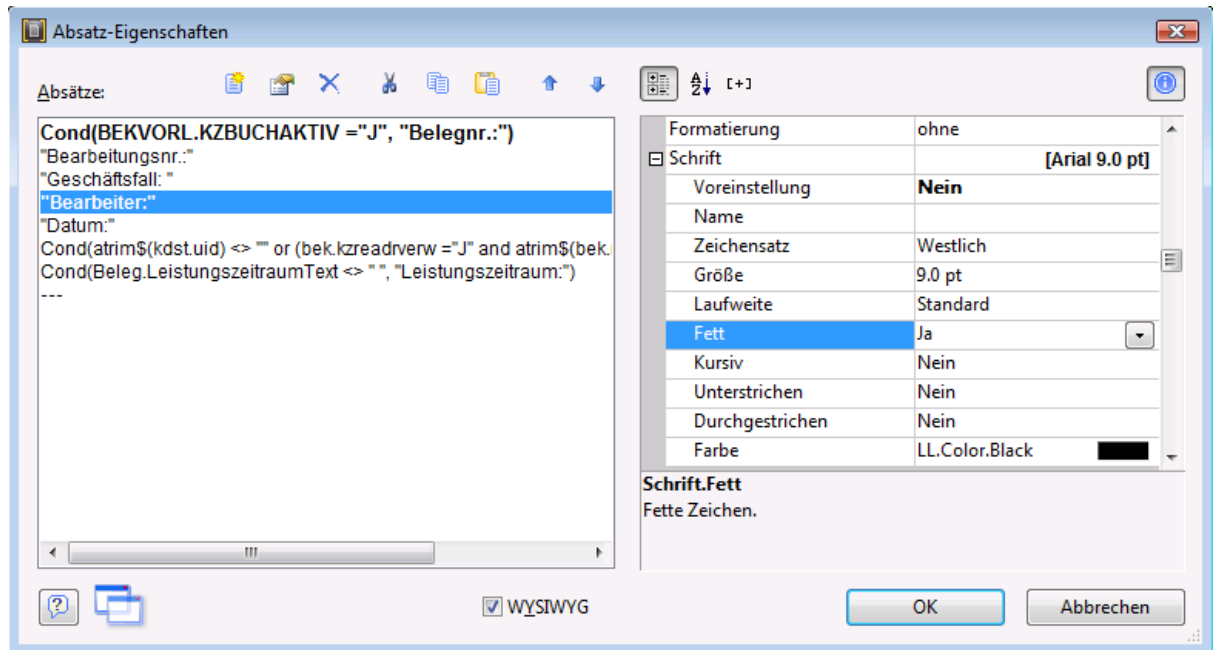 Absatz-Eigenschaften
Absätze:
Cond(BEKVORL.KZBUCHAKTIV ="J", "Belegnr.:")
"Bearbeitungsnr.:"
"Geschäftsfall: "
"Bearbeiter:"
"Datum:"
Cond(atrim$(kdst.uid) <> "" or (bek.kzreadrverw ="J" and atrim$(bek.
Cond(Beleg.LeistungszeitraumText <> " ", "Leistungszeitraum:")
---
A
Z
[+]
Formatierung ohne
Schrift [Arial 9.0 pt]
Voreinstellung Nein
Name
Zeichensatz Westlich
Größe 9.0 pt
Laufweite Standard
Fett Ja
Kursiv Nein
Unterstrichen Nein
Durchgestrichen Nein
Farbe LL.Color.Black
Schrift.Fett
Fette Zeichen.
WYSIWYG
OK
Abbrechen